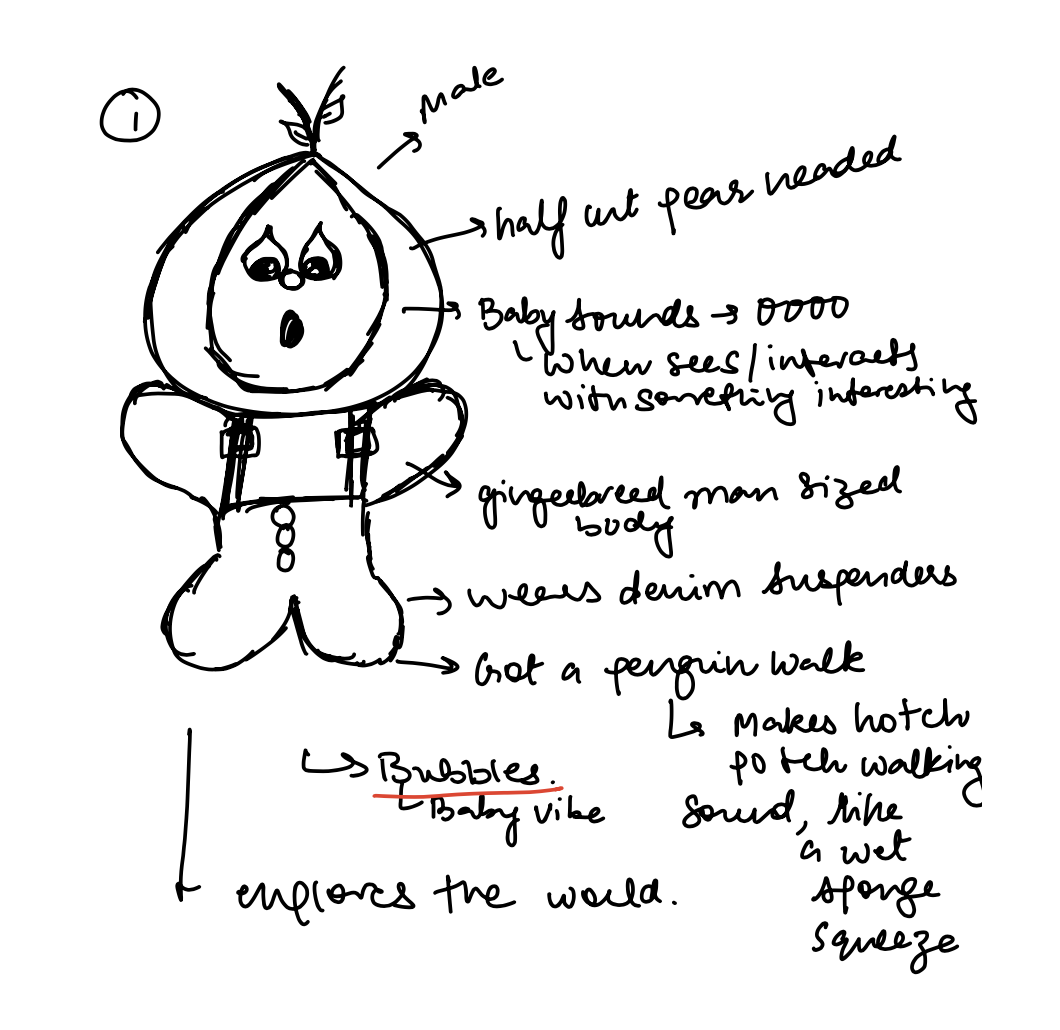 1
Male
half cut pear headed
Baby sounds → OOOO
when sees/interacts
with something interesting
gingerbread man sized
body
wears denim suspenders
Got a penguin walk
Makes hotch
potch walking
sound, like
a wet
sponge
squeeze
Bubbles.
Baby vibe
explores the world.